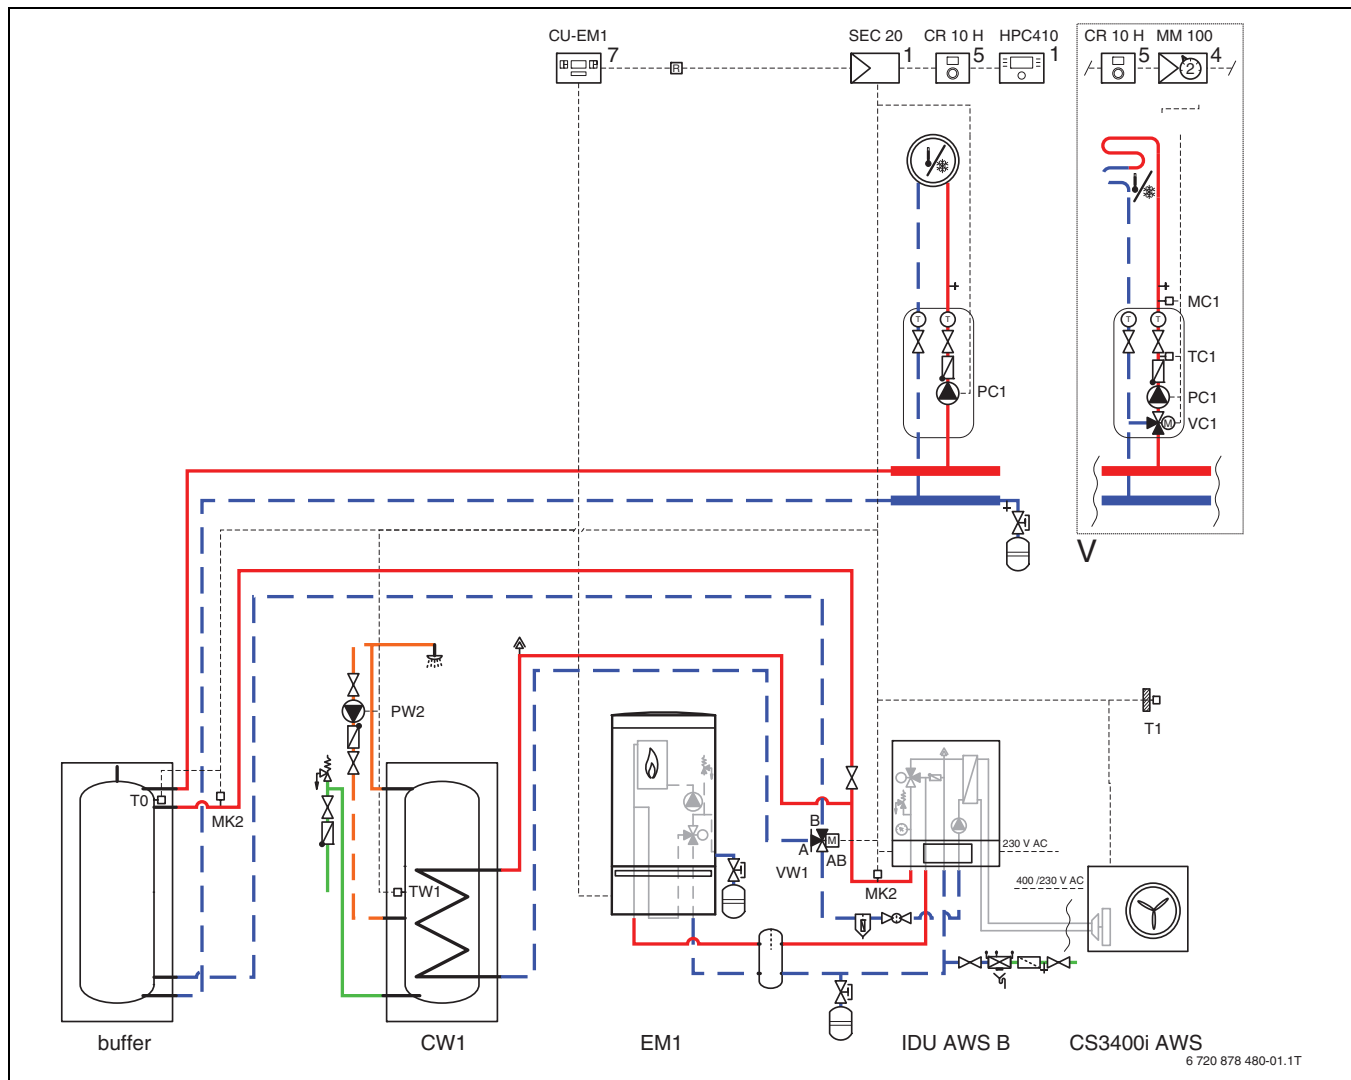 CU-EM1
7
R
SEC 20
1
CR 10 H
5
HPC410
1
CR 10 H
5
MM 100
4
2
T
T
PC1
MC1
T
T
TC1
PC1
VC1
M
V
PW2
T0
MK2
TW1
B
A
M
AB
VW1
MK2
T1
230 V AC
400 /230 V AC
buffer
CW1
EM1
IDU AWS B
CS3400i AWS
6 720 878 480-01.1T